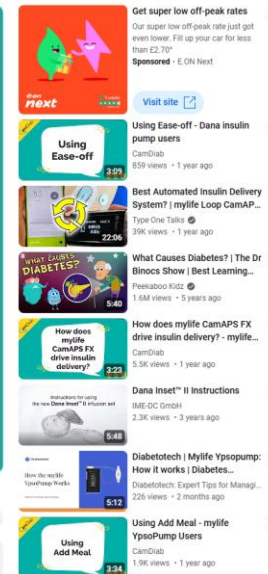 Get super low off-peak rates
Our super low off-peak rate just got
even lower. Fill up your car for less
than £2.70*
Sponsored · E.ON Next
e·on
next
Visit site
Using
Ease-off
3:09
Using Ease-off - Dana insulin
pump users
CamDiab
859 views · 1 year ago
22:06
Best Automated Insulin Delivery
System? | mylife Loop CamAP...
Type One Talks
39K views · 1 year ago
WHAT CAUSES
DIABETES?
5:40
What Causes Diabetes? | The Dr
Binocs Show | Best Learning...
Peekaboo Kidz
1.6M views · 5 years ago
How does
mylife
CamAPS FX
drive insulin
delivery?
3:23
How does mylife CamAPS FX
drive insulin delivery? - mylife...
CamDiab
5.5K views · 1 year ago
Instructions for using
the new Dana Inset™ II infusion set
5:48
Dana Inset™ II Instructions
IME-DC GmbH
2.3K views · 3 years ago
How the mylife
YpsoPump Works
5:12
Diabetotech | Mylife Ypsopump:
How it works | Diabetes...
Diabetotech: Expert Tips for Managi...
226 views · 2 months ago
Using
Add Meal
3:34
Using Add Meal - mylife
YpsoPump Users
CamDiab
1.9K views · 1 year ago